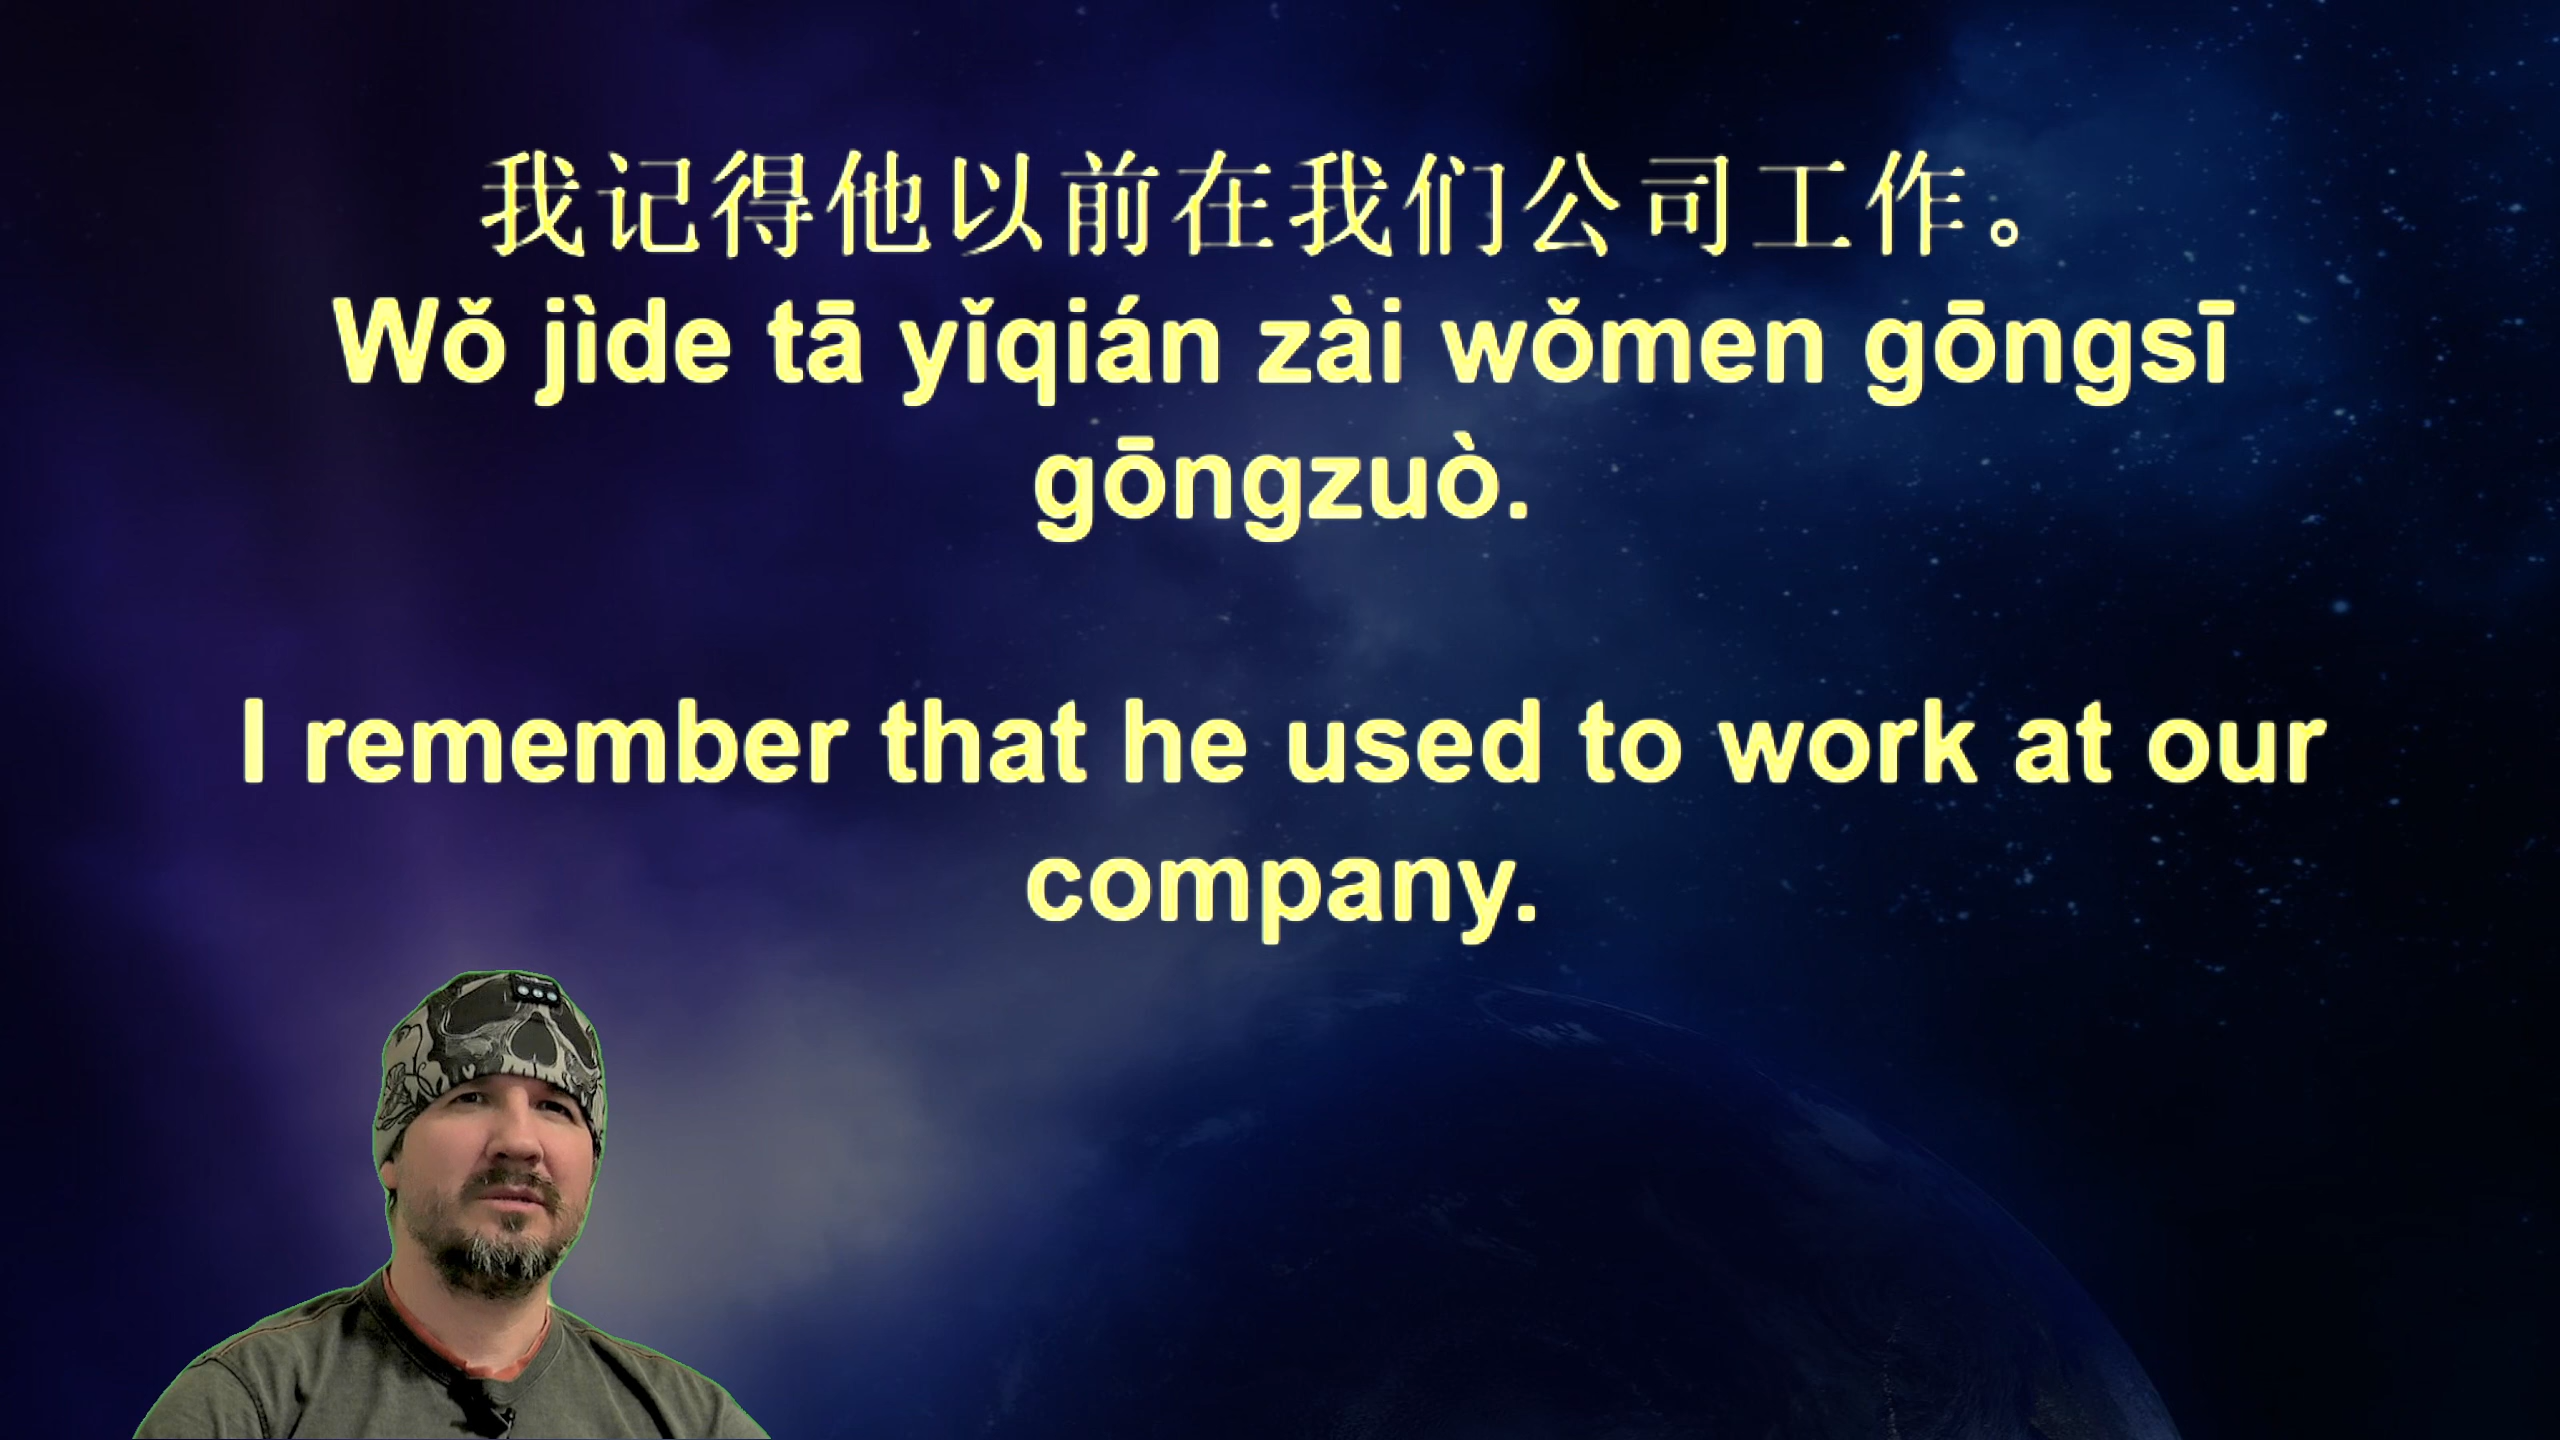 我记得他以前在我们公司工作。
Wǒ jìde tā yǐqián zài wǒmen gōngsī
gōngzuò.
I remember that he used to work at our
company.